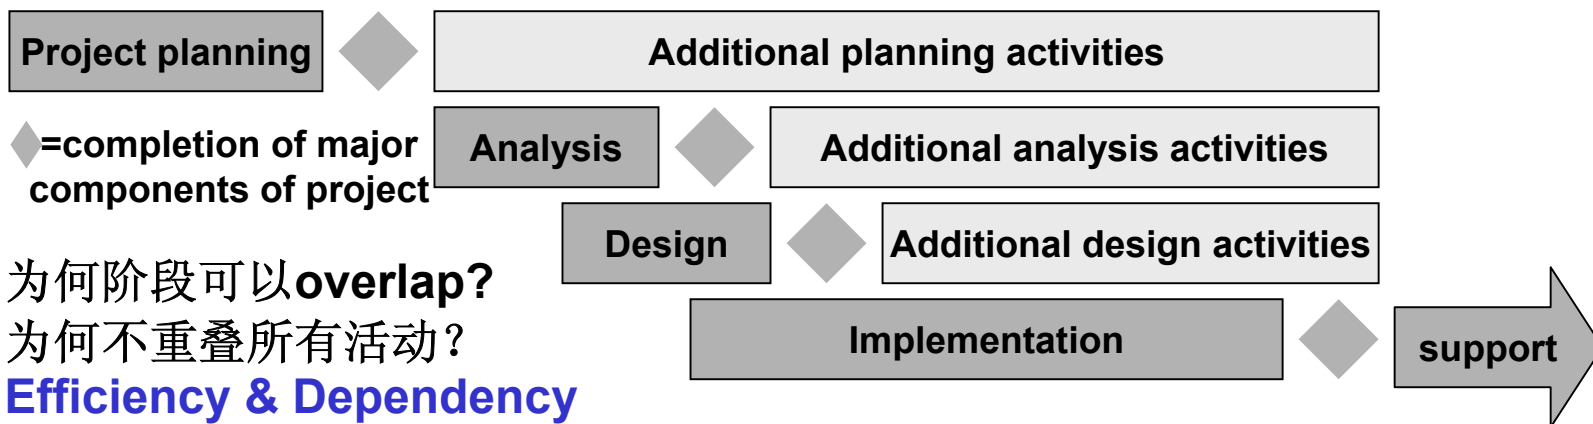 Project planning
Additional planning activities
=completion of major
components of project
Analysis
Additional analysis activities
Design
Additional design activities
为何阶段可以overlap?
为何不重叠所有活动?
Efficiency & Dependency
Implementation
support